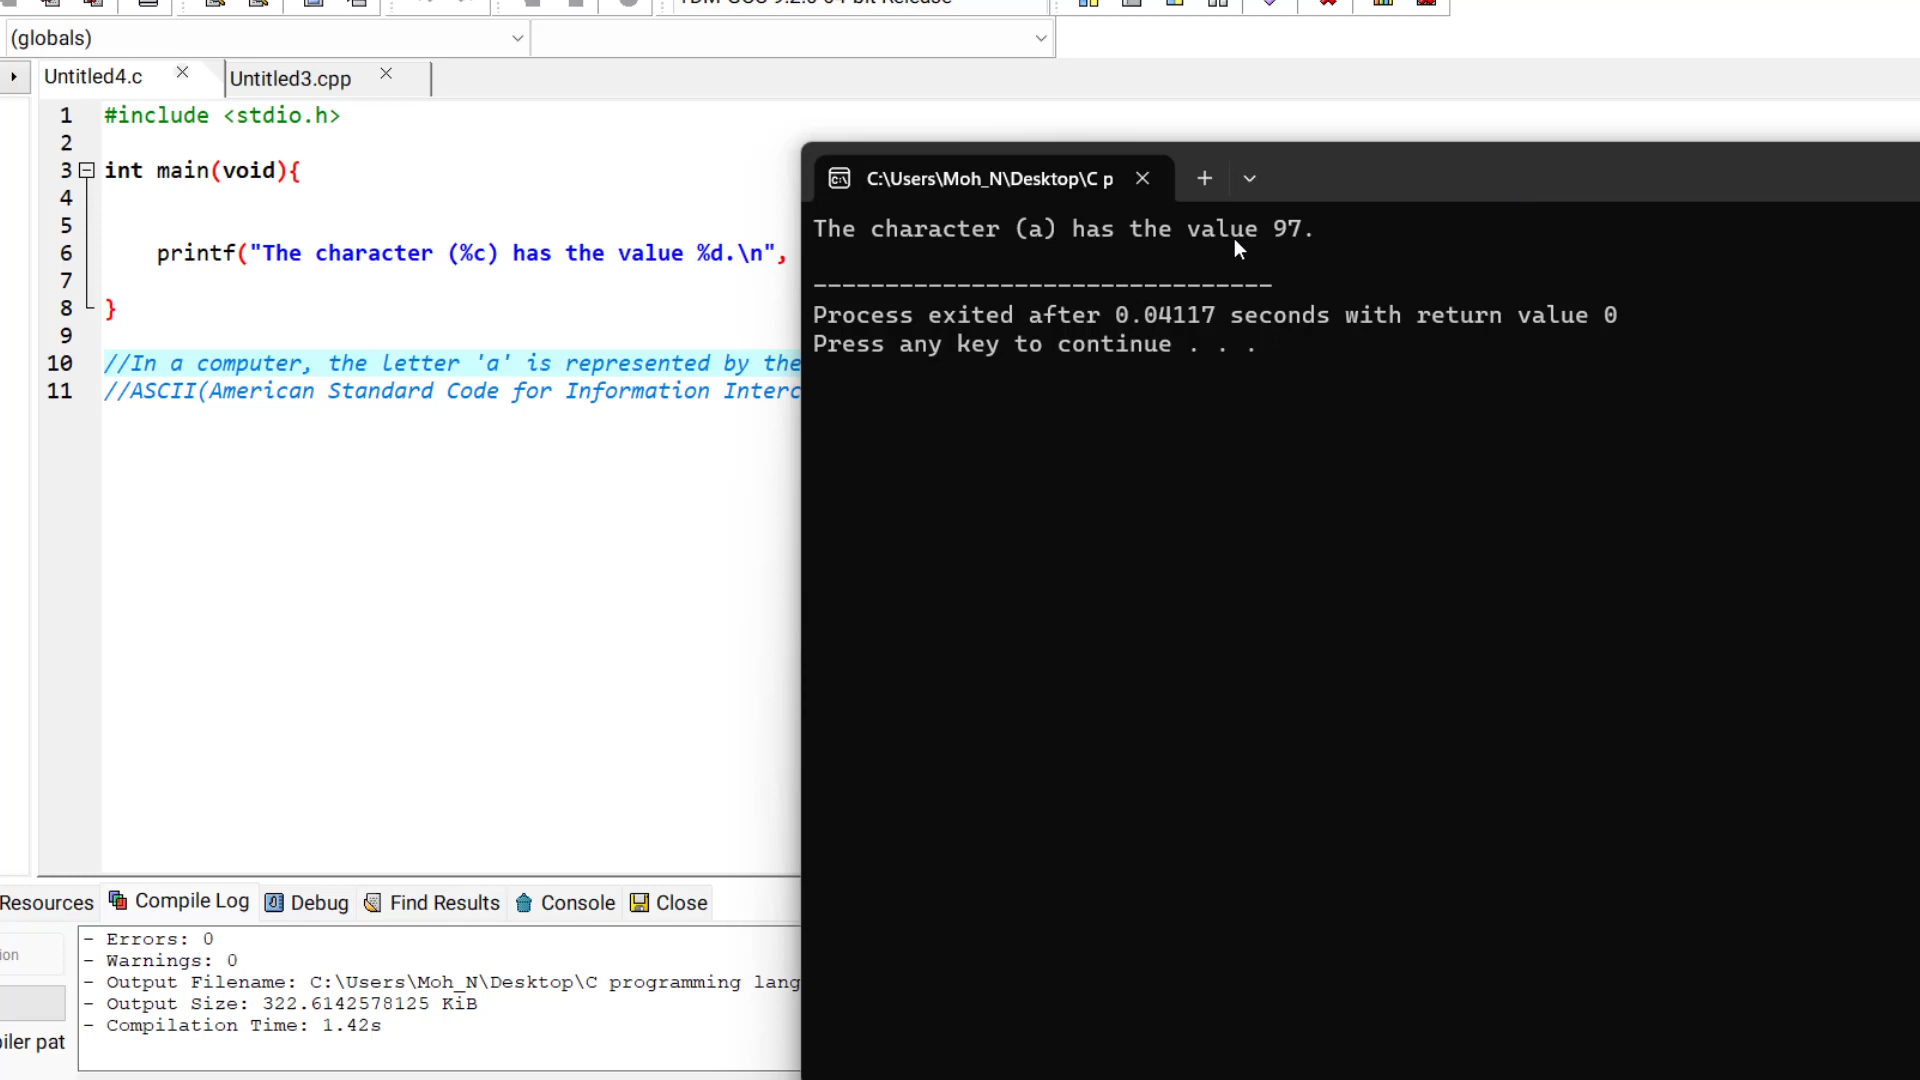 (globals)
Untitled4.c
Untitled3.cpp
1 #include <stdio.h>
2
3 int main(void){
4
5
6 printf("The character (%c) has the value %d.\n",
7
8 }
9
10 //In a computer, the letter 'a' is represented by the
11 //ASCII(American Standard Code for Information Interc
C:\Users\Moh_N\Desktop\C p
The character (a) has the value 97.
--------------------------------
Process exited after 0.04117 seconds with return value 0
Press any key to continue . . .
Resources Compile Log Debug Find Results Console Close
- Errors: 0
- Warnings: 0
- Output Filename: C:\Users\Moh_N\Desktop\C programming lang
- Output Size: 322.6142578125 KiB
- Compilation Time: 1.42s